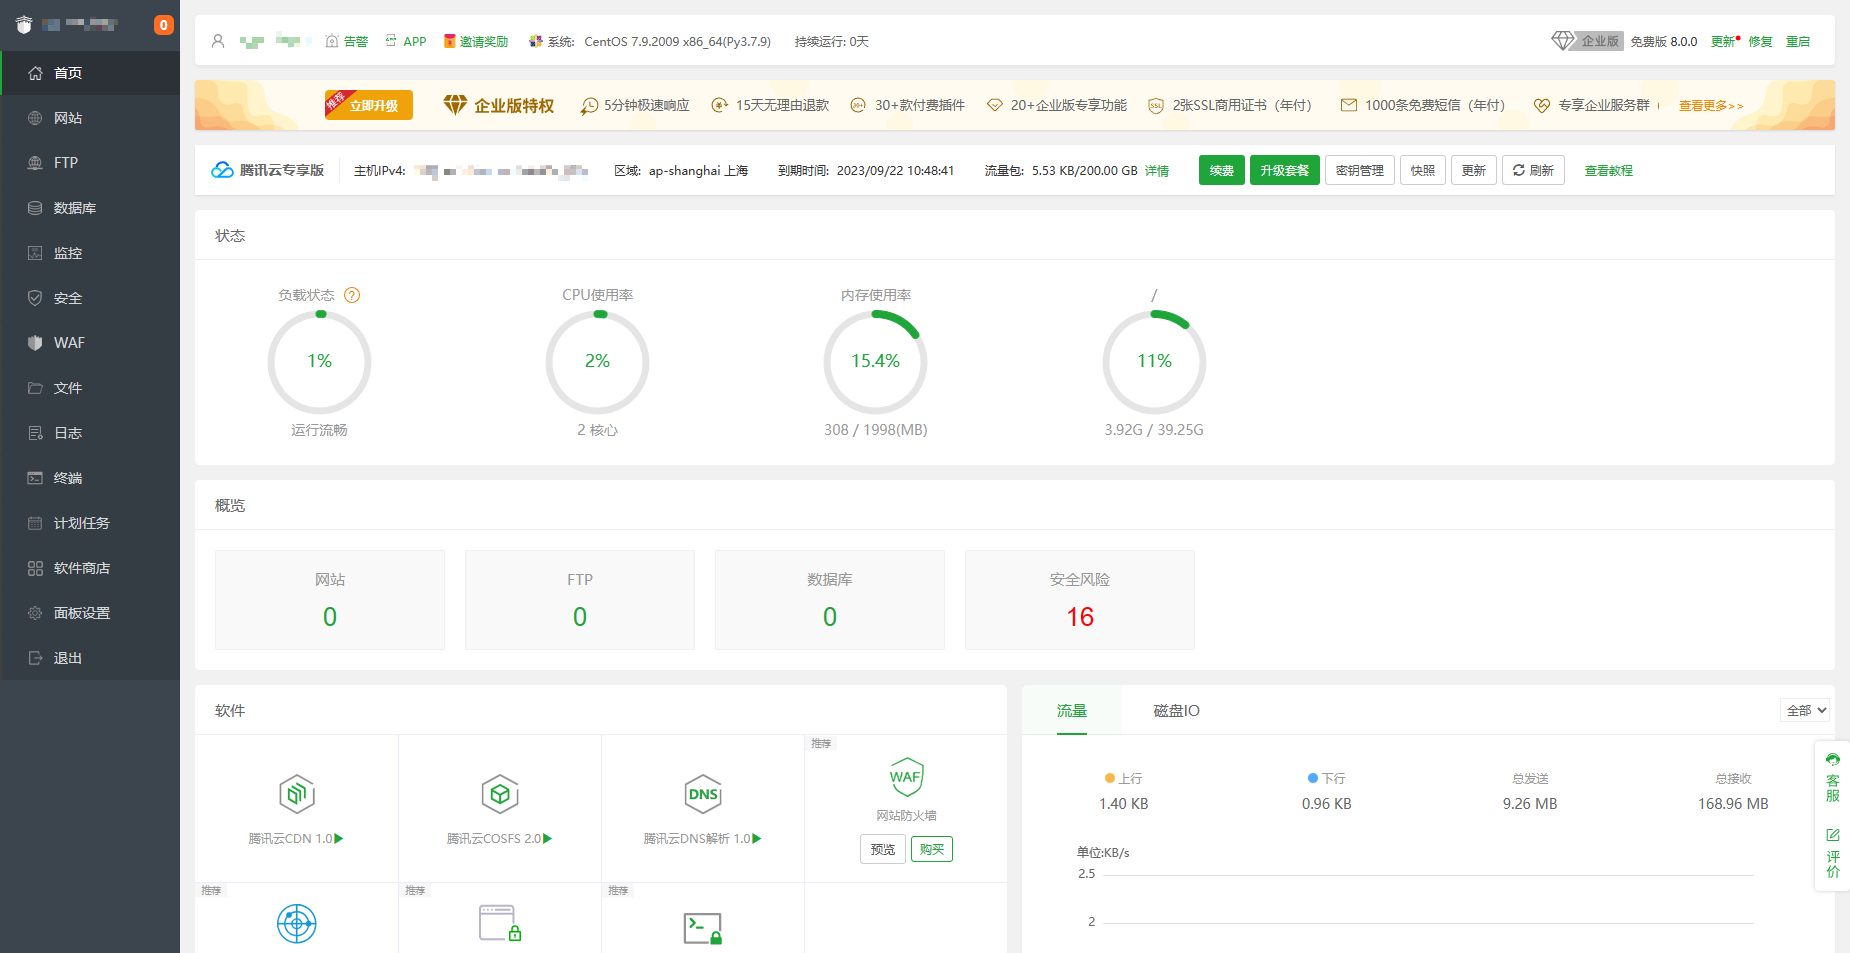 0
首页
网站
FTP
数据库
监控
安全
WAF
文件
日志
终端
计划任务
软件商店
面板设置
退出
告警 APP 邀请奖励 系统: CentOS 7.9.2009 x86_64(Py3.7.9) 持续运行: 0天
企业版 免费版 8.0.0 更新 修复 重启
推荐 立即升级 企业版特权 5分钟极速响应 15天无理由退款 30+ 30+款付费插件 20+企业版专享功能 SSL 2张SSL商用证书（年付） 1000条免费短信（年付） 专享企业服务群（ 查看更多>>
腾讯云专享版 主机IPv4: 区域: ap-shanghai 上海 到期时间: 2023/09/22 10:48:41 流量包: 5.53 KB/200.00 GB 详情 续费 升级套餐 密钥管理 快照 更新 刷新 查看教程
状态
负载状态 ? CPU使用率 内存使用率 /
1% 2% 15.4% 11%
运行流畅 2 核心 308 / 1998(MB) 3.92G / 39.25G
概览
网站 FTP 数据库 安全风险
0 0 0 16
软件
推荐
DNS WAF
网站防火墙
腾讯云CDN 1.0 腾讯云COSFS 2.0 腾讯云DNS解析 1.0
预览 购买
推荐 推荐 推荐
流量 磁盘IO 全部
上行 下行 总发送 总接收
1.40 KB 0.96 KB 9.26 MB 168.96 MB
单位:KB/s
2.5
2
客服
评价